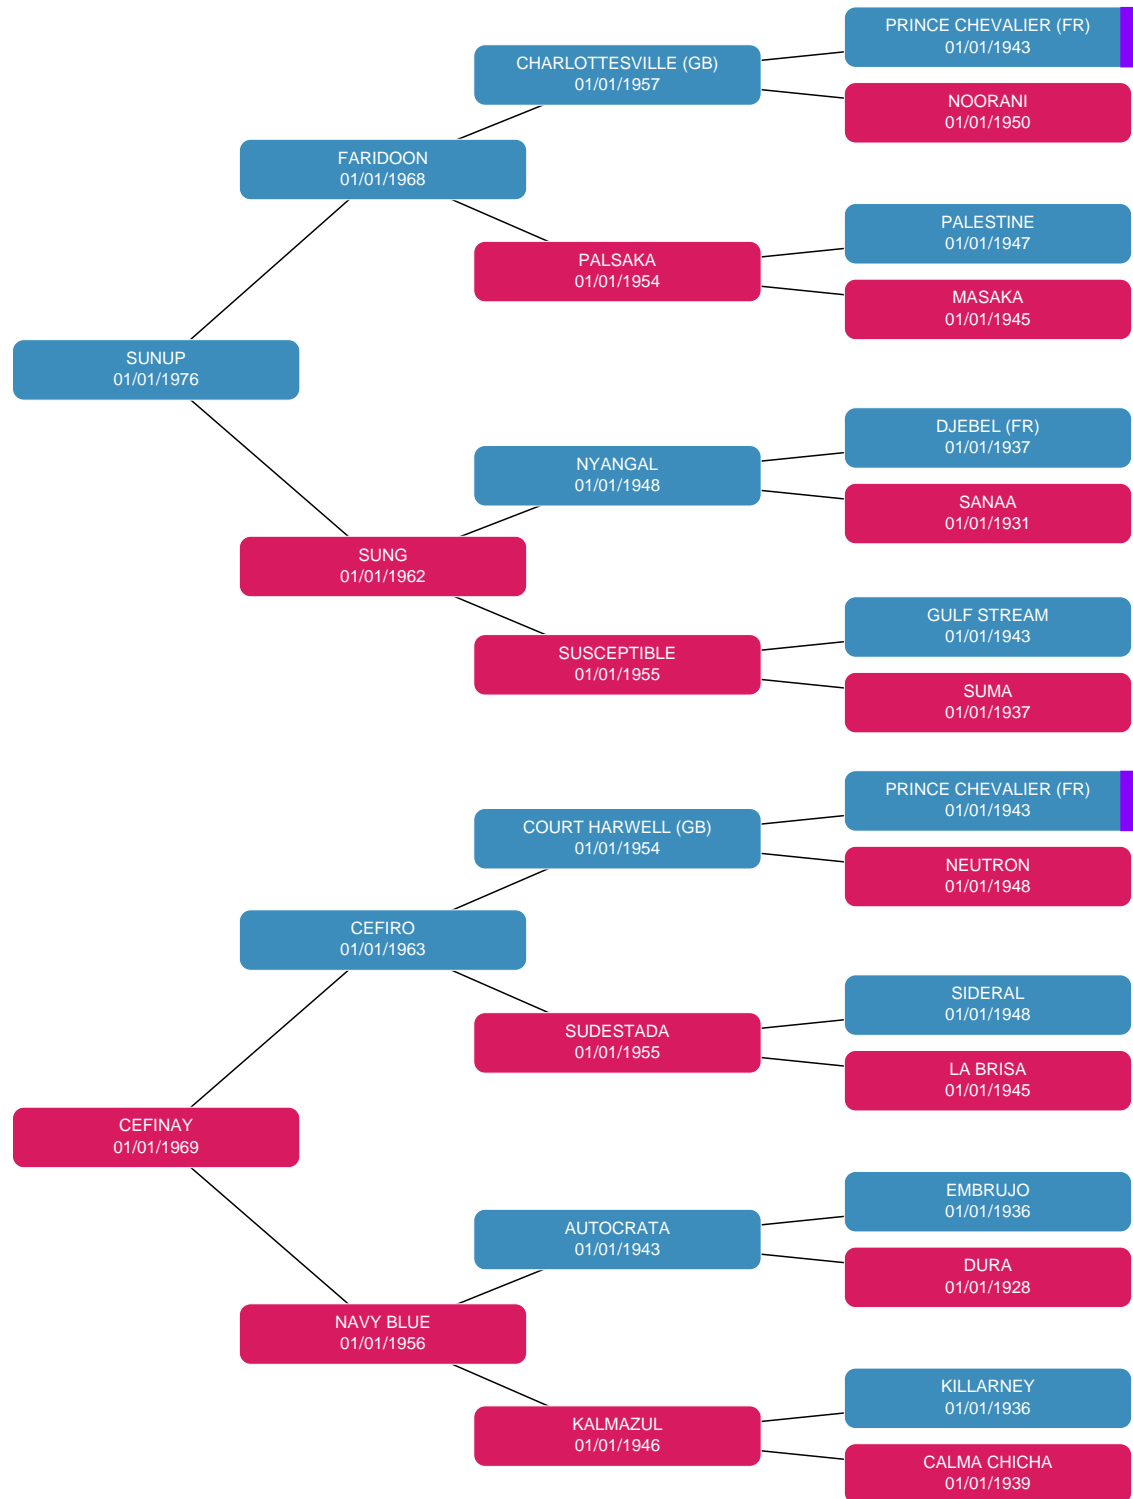 PRINCE CHEVALIER (FR)
01/01/1943
CHARLOTTESVILLE (GB)
01/01/1957
NOORANI
01/01/1950
FARIDOON
01/01/1968
PALESTINE
01/01/1947
PALSAKA
01/01/1954
MASAKA
01/01/1945
SUNUP
01/01/1976
DJEBEL (FR)
01/01/1937
NYANGAL
01/01/1948
SANAA
01/01/1931
SUNG
01/01/1962
GULF STREAM
01/01/1943
SUSCEPTIBLE
01/01/1955
SUMA
01/01/1937
PRINCE CHEVALIER (FR)
01/01/1943
COURT HARWELL (GB)
01/01/1954
NEUTRON
01/01/1948
CEFIRO
01/01/1963
SIDERAL
01/01/1948
SUDESTADA
01/01/1955
LA BRISA
01/01/1945
CEFINAY
01/01/1969
EMBRUJO
01/01/1936
AUTOCRATA
01/01/1943
DURA
01/01/1928
NAVY BLUE
01/01/1956
KILLARNEY
01/01/1936
KALMAZUL
01/01/1946
CALMA CHICHA
01/01/1939